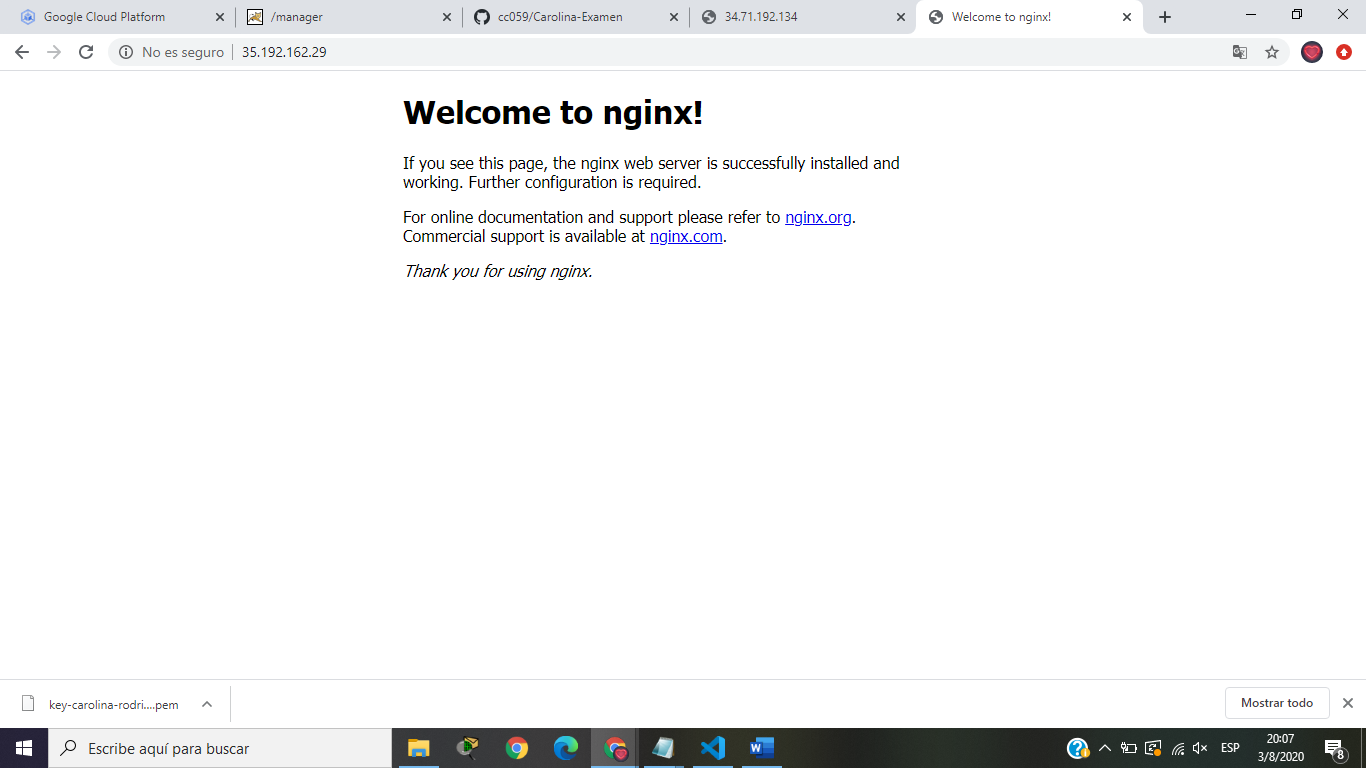 Google Cloud Platform
/manager
cc059/Carolina-Examen
34.71.192.134
Welcome to nginx!
No es seguro
35.192.162.29
Welcome to nginx!
If you see this page, the nginx web server is successfully installed and
working. Further configuration is required.
For online documentation and support please refer to nginx.org.
Commercial support is available at nginx.com.
Thank you for using nginx.
key-carolina-rodri....pem
Mostrar todo
Escribe aquí para buscar
ESP
20:07
3/8/2020
8